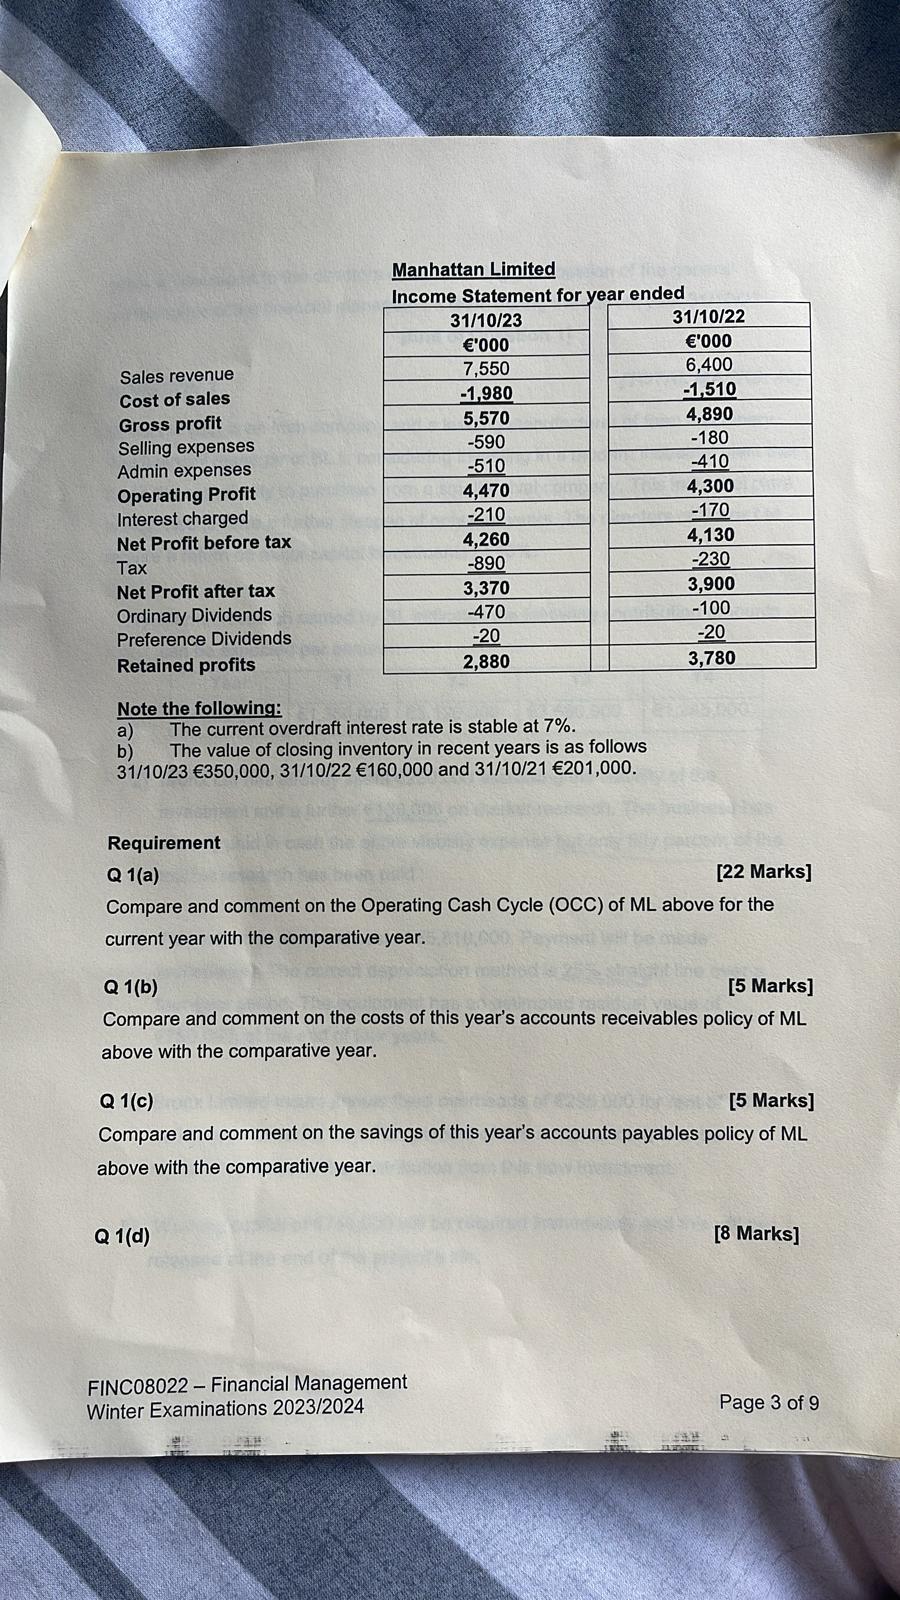 Manhattan Limited
Income Statement for year ended
31/10/23 31/10/22
€'000 €'000
Sales revenue 7,550 6,400
Cost of sales -1,980 -1,510
Gross profit 5,570 4,890
Selling expenses -590 -180
Admin expenses -510 -410
Operating Profit 4,470 4,300
Interest charged -210 -170
Net Profit before tax 4,260 4,130
Tax -890 -230
Net Profit after tax 3,370 3,900
Ordinary Dividends -470 -100
Preference Dividends -20 -20
Retained profits 2,880 3,780
Note the following:
a) The current overdraft interest rate is stable at 7%.
b) The value of closing inventory in recent years is as follows
31/10/23 €350,000, 31/10/22 €160,000 and 31/10/21 €201,000.
Requirement
Q 1(a) [22 Marks]
Compare and comment on the Operating Cash Cycle (OCC) of ML above for the
current year with the comparative year.
Q 1(b) [5 Marks]
Compare and comment on the costs of this year's accounts receivables policy of ML
above with the comparative year.
Q 1(c) [5 Marks]
Compare and comment on the savings of this year's accounts payables policy of ML
above with the comparative year.
Q 1(d) [8 Marks]
FINC08022 – Financial Management
Winter Examinations 2023/2024
Page 3 of 9